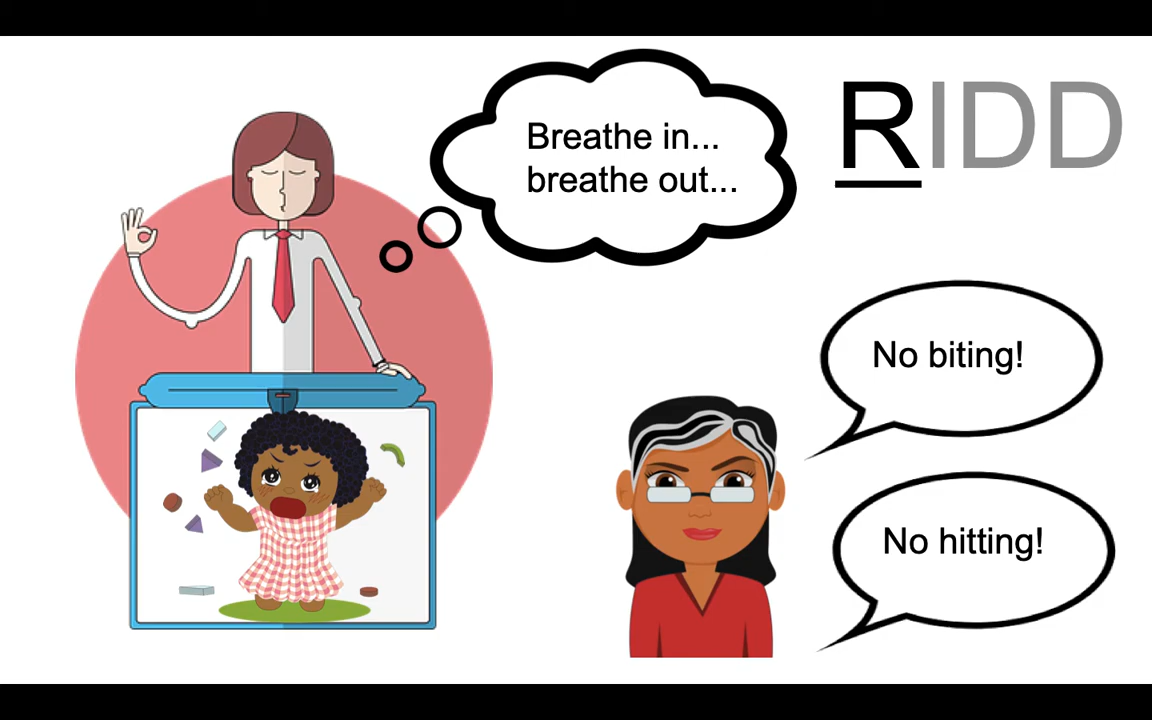 Breathe in...
breathe out...
RIDD
No biting!
No hitting!